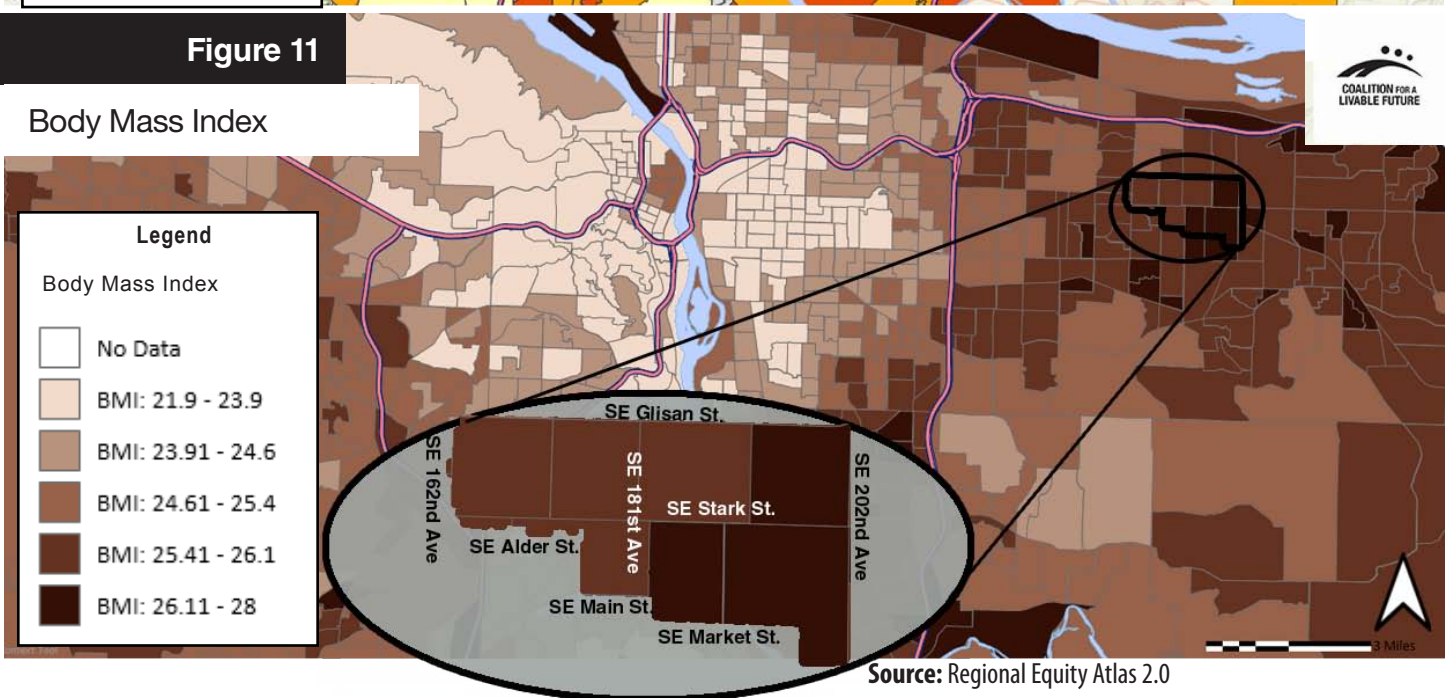 Figure 11
Body Mass Index
COALITION FOR A
LIVABLE FUTURE
Legend
Body Mass Index
No Data
BMI: 21.9 - 23.9
BMI: 23.91 - 24.6
BMI: 24.61 - 25.4
BMI: 25.41 - 26.1
BMI: 26.11 - 28
SE Glisan St.
SE 162nd Ave
SE 181st Ave
SE Stark St.
SE 202nd Ave
SE Alder St.
SE Main St.
SE Market St.
3 Miles
Source: Regional Equity Atlas 2.0